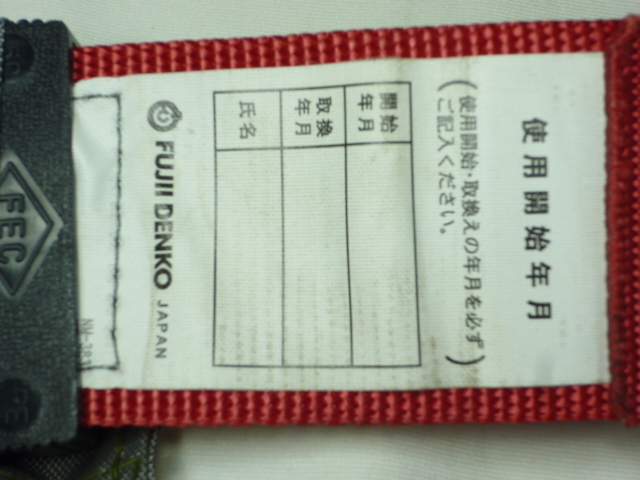 使用開始年月
(使用開始・取換えの年月を必ず
ご記入ください。)
開始
年月
取換
年月
氏名
FUJII DENKO JAPAN
FEC